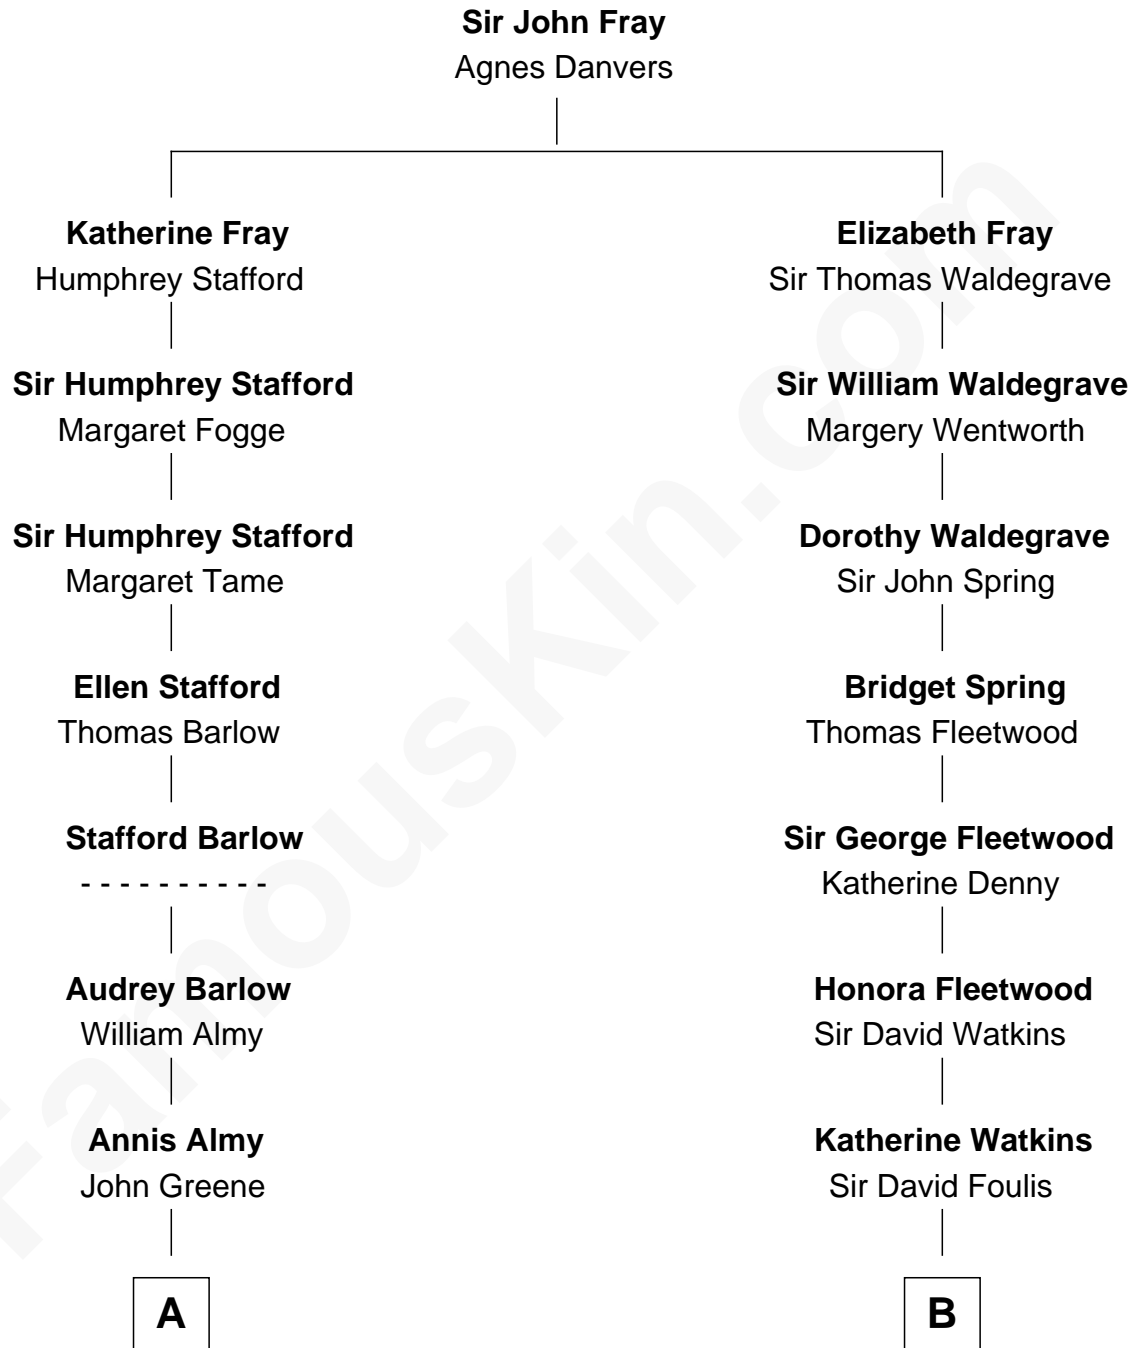 Sir John Fray
Agnes Danvers
Katherine Fray
Humphrey Stafford
Elizabeth Fray
Sir Thomas Waldegrave
Sir Humphrey Stafford
Margaret Fogge
Sir William Waldegrave
Margery Wentworth
Sir Humphrey Stafford
Margaret Tame
Dorothy Waldegrave
Sir John Spring
Ellen Stafford
Thomas Barlow
Bridget Spring
Thomas Fleetwood
Stafford Barlow
- - - - - - - - - -
Sir George Fleetwood
Katherine Denny
Audrey Barlow
William Almy
Honora Fleetwood
Sir David Watkins
Annis Almy
John Greene
Katherine Watkins
Sir David Foulis
A
B
FamousKin.com